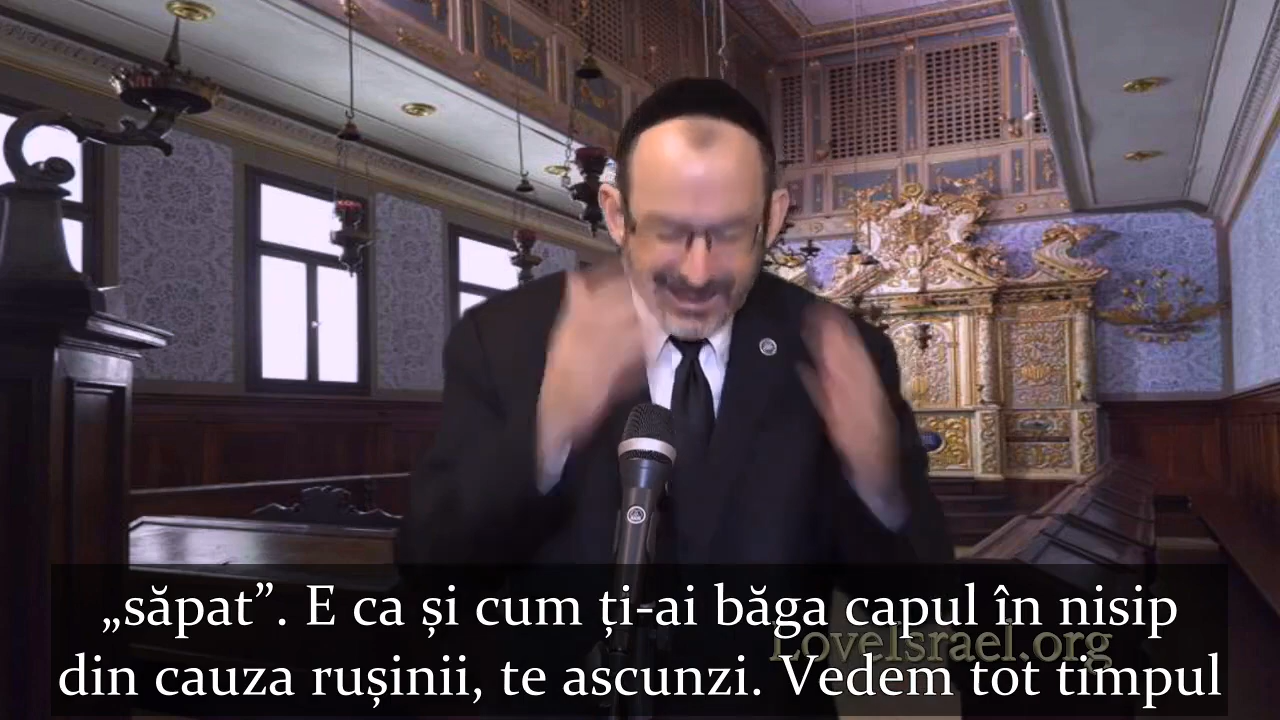 „săpat”. E ca și cum ți-ai băga capul în nisip
LoveIsrael.org
din cauza rușinii, te ascunzi. Vedem tot timpul